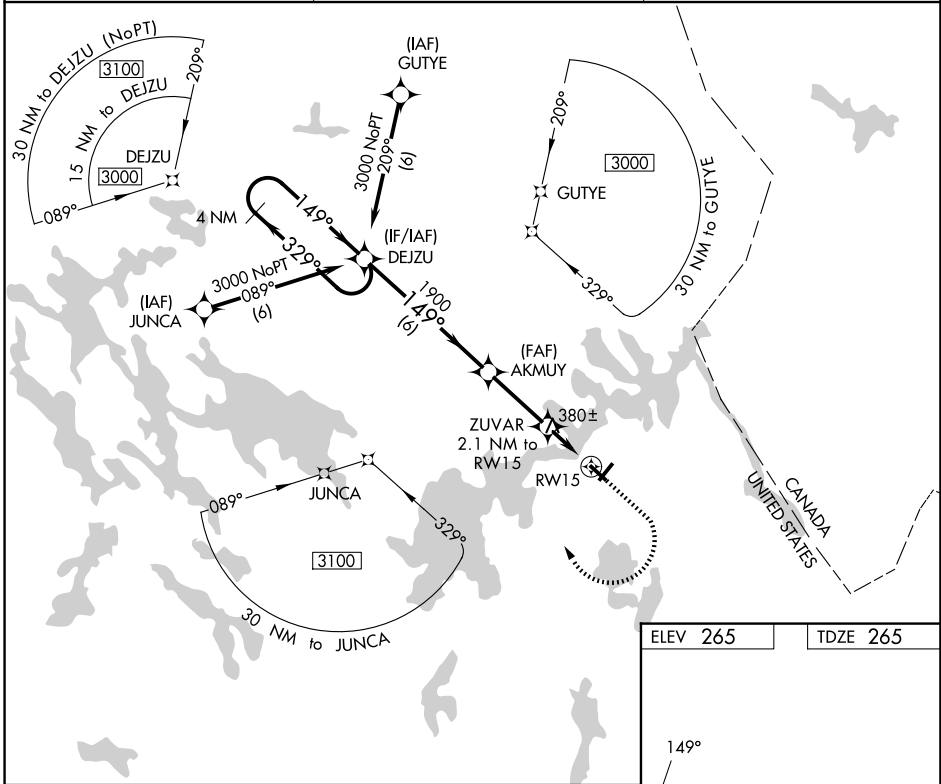 30 NM to DEJZU (NoPT)
3100
209°
15 NM to DEJZU
DEJZU
3000
089°
(IAF)
GUTYE
3000 NoPT
209°
(6)
209°
3000
GUTYE
30 NM to GUTYE
329°
4 NM
149°
329°
(IF/IAF)
DEJZU
3000 NoPT
089°
(6)
(IAF)
JUNCA
1900
149°
(6)
(FAF)
AKMUY
ZUVAR
2.1 NM to
RW15
380±
RW15
CANADA
UNITED STATES
089°
JUNCA
329°
3100
30 NM to JUNCA
ELEV 265
TDZE 265
149°